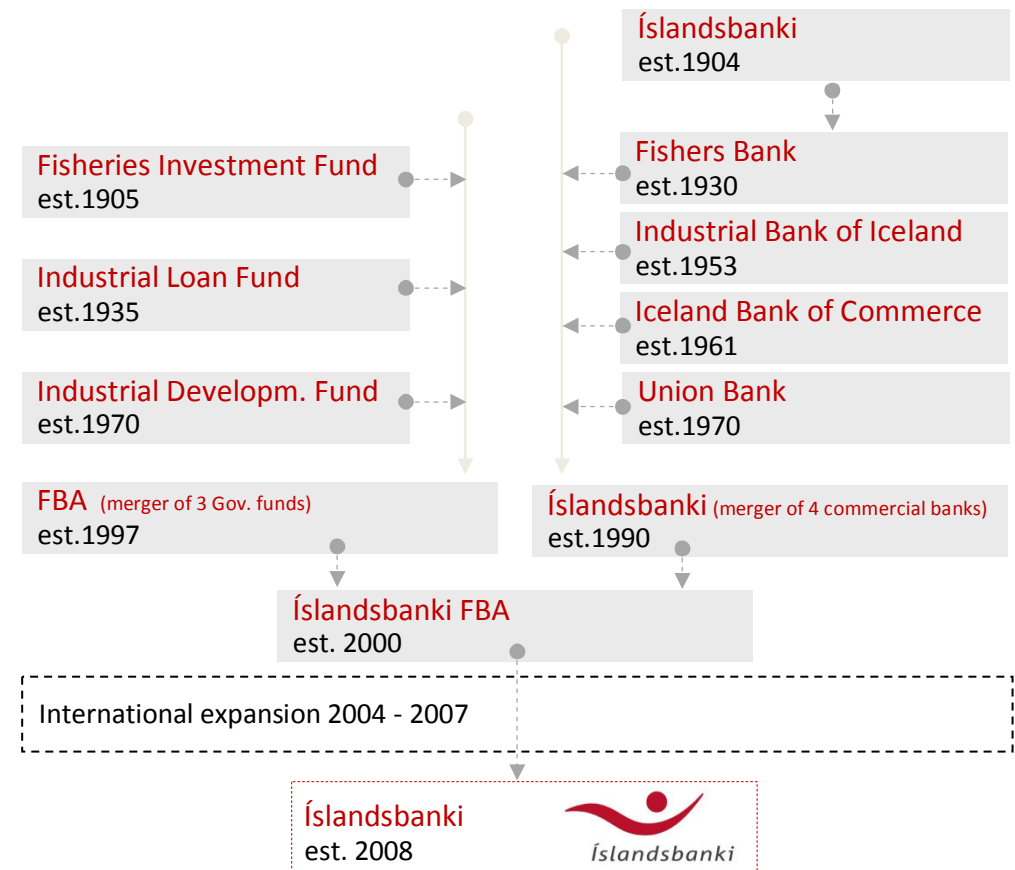 Íslandsbanki
est.1904
Fisheries Investment Fund
est.1905
Industrial Loan Fund
est.1935
Industrial Developm. Fund
est.1970
Fishers Bank
est.1930
Industrial Bank of Iceland
est.1953
Iceland Bank of Commerce
est.1961
Union Bank
est.1970
FBA (merger of 3 Gov. funds)
est.1997
Íslandsbanki (merger of 4 commercial banks)
est.1990
Íslandsbanki FBA
est. 2000
International expansion 2004 - 2007
Íslandsbanki
est. 2008
Íslandsbanki